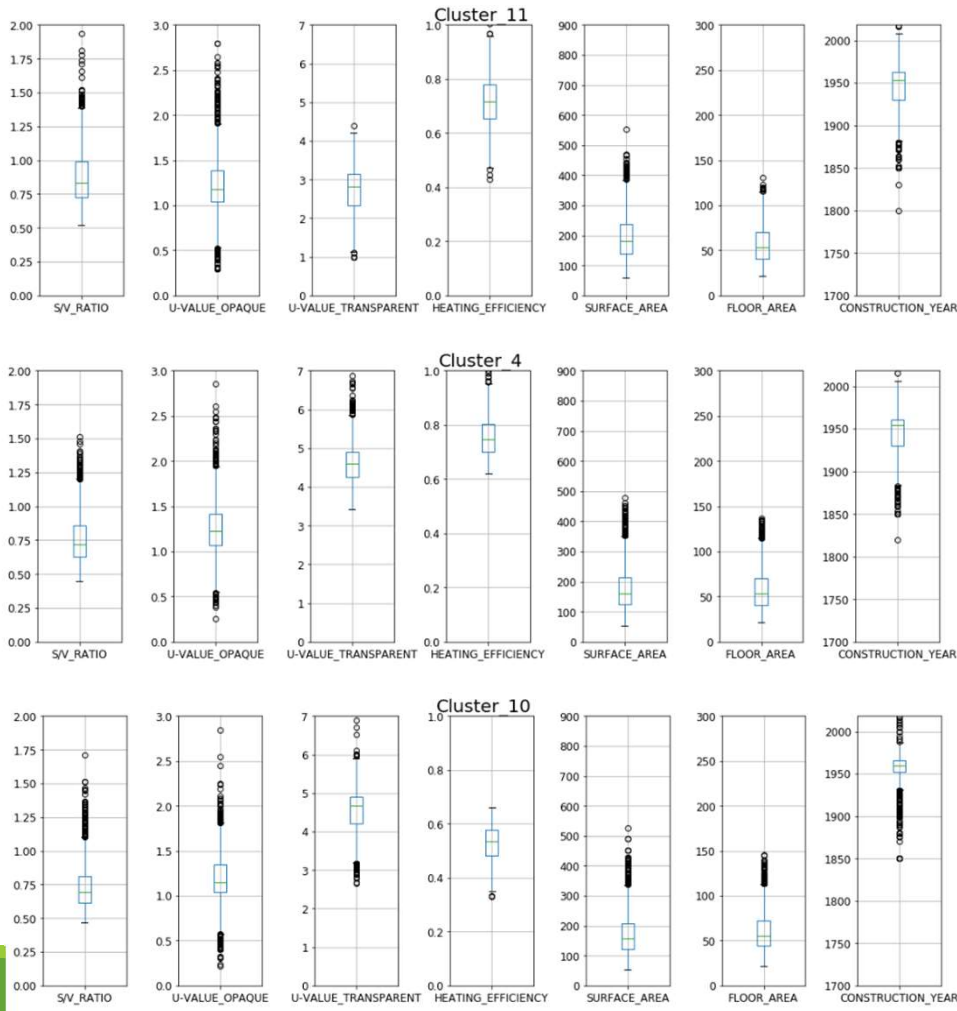 Cluster_11
2.00 3.0 7 1.0 900 300 2000
1.75 2.5 6 0.8 800 250 1950
1.50 2.0 5 0.6 700 200 1900
1.25 1.5 4 0.4 600 150 1850
1.00 1.0 3 0.2 500 100 1800
0.75 0.5 2 0.0 400 50 1750
0.50 0.0 1 300 0 1700
0.25 0 200
0.00 100
0
S/V_RATIO U-VALUE_OPAQUE U-VALUE_TRANSPARENT HEATING_EFFICIENCY SURFACE_AREA FLOOR_AREA CONSTRUCTION_YEAR
Cluster_4
2.00 3.0 7 1.0 900 300 2000
1.75 2.5 6 0.8 800 250 1950
1.50 2.0 5 0.6 700 200 1900
1.25 1.5 4 0.4 600 150 1850
1.00 1.0 3 0.2 500 100 1800
0.75 0.5 2 0.0 400 50 1750
0.50 0.0 1 300 0 1700
0.25 0 200
0.00 100
0
S/V_RATIO U-VALUE_OPAQUE U-VALUE_TRANSPARENT HEATING_EFFICIENCY SURFACE_AREA FLOOR_AREA CONSTRUCTION_YEAR
Cluster_10
2.00 3.0 7 1.0 900 300 2000
1.75 2.5 6 0.8 800 250 1950
1.50 2.0 5 0.6 700 200 1900
1.25 1.5 4 0.4 600 150 1850
1.00 1.0 3 0.2 500 100 1800
0.75 0.5 2 0.0 400 50 1750
0.50 0.0 1 300 0 1700
0.25 0 200
0.00 100
0
S/V_RATIO U-VALUE_OPAQUE U-VALUE_TRANSPARENT HEATING_EFFICIENCY SURFACE_AREA FLOOR_AREA CONSTRUCTION_YEAR